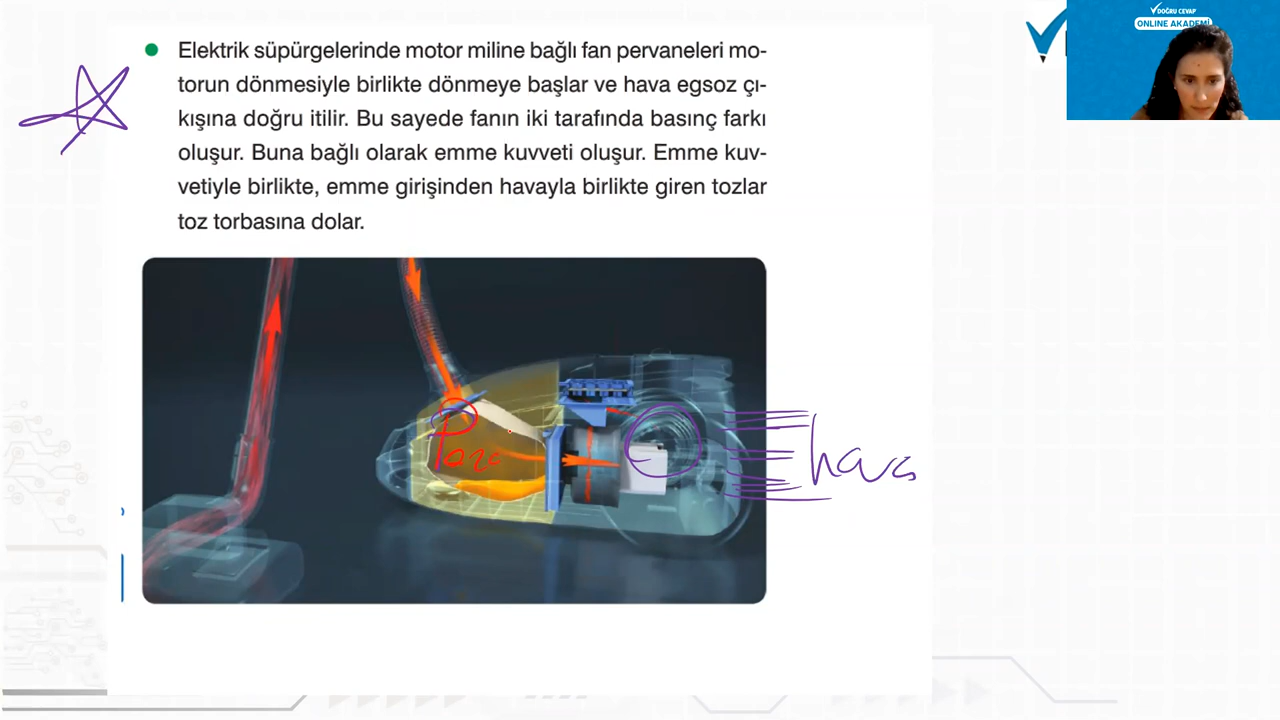 DOĞRU CEVAP
ONLINE AKADEMİ
Elektrik süpürgelerinde motor miline bağlı fan pervaneleri mo-
torun dönmesiyle birlikte dönmeye başlar ve hava egsoz çı-
kışına doğru itilir. Bu sayede fanın iki tarafında basınç farkı
oluşur. Buna bağlı olarak emme kuvveti oluşur. Emme kuv-
vetiyle birlikte, emme girişinden havayla birlikte giren tozlar
toz torbasına dolar.
hava